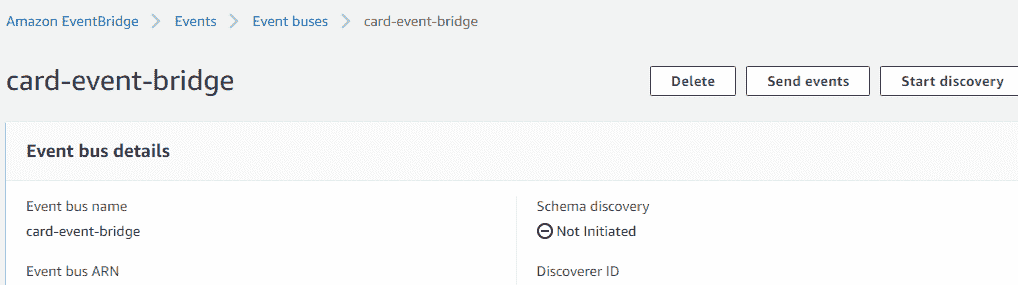 Amazon EventBridge > Events > Event buses > card-event-bridge
card-event-bridge
Delete
Send events
Start discovery
Event bus details
Event bus name
card-event-bridge
Schema discovery
Not Initiated
Event bus ARN
Discoverer ID